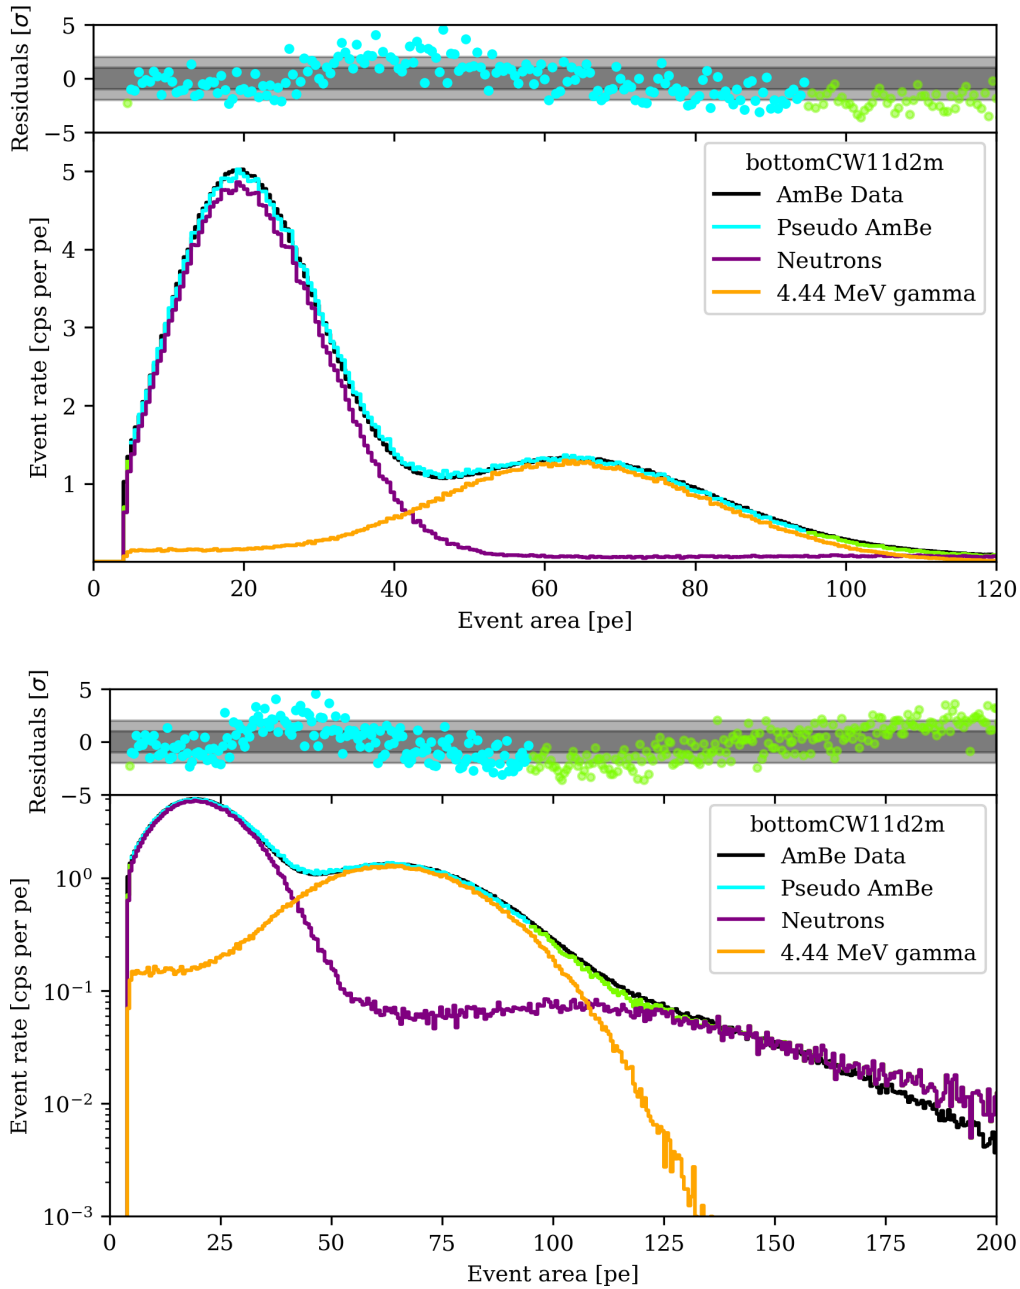 Residuals [σ]
5
0
−5
bottomCW11d2m
AmBe Data
Pseudo AmBe
Neutrons
4.44 MeV gamma
Event rate [cps per pe]
5
4
3
2
1
0 20 40 60 80 100 120
Event area [pe]
Residuals [σ]
5
0
−5
bottomCW11d2m
AmBe Data
Pseudo AmBe
Neutrons
4.44 MeV gamma
Event rate [cps per pe]
10⁰
10⁻¹
10⁻²
10⁻³
0 25 50 75 100 125 150 175 200
Event area [pe]